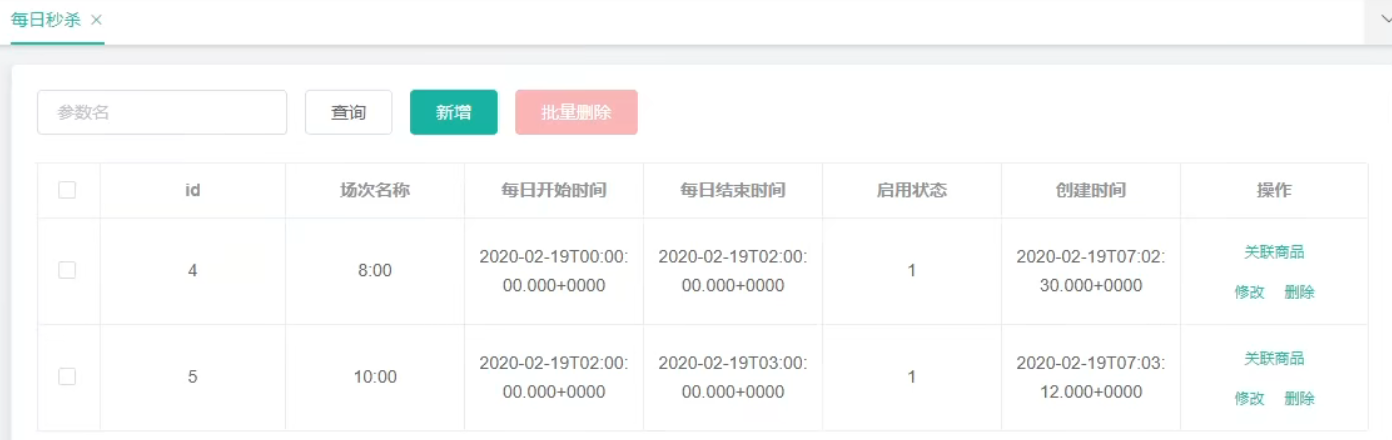 每日秒杀 ×
参数名 查询 新增 批量删除
id 场次名称 每日开始时间 每日结束时间 启用状态 创建时间 操作
4 8:00 2020-02-19T00:00:00.000+0000 2020-02-19T02:00:00.000+0000 1 2020-02-19T07:02:30.000+0000 关联商品 修改 删除
5 10:00 2020-02-19T02:00:00.000+0000 2020-02-19T03:00:00.000+0000 1 2020-02-19T07:03:12.000+0000 关联商品 修改 删除